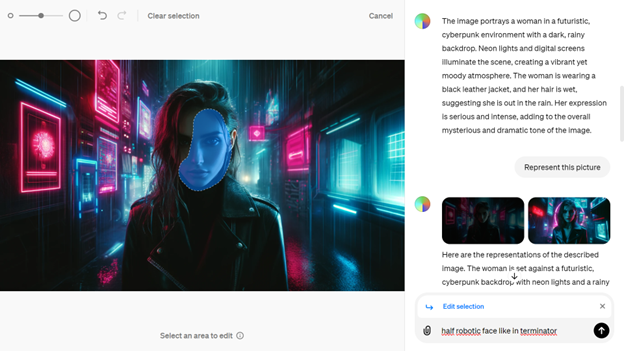 Clear selection
Cancel
Select an area to edit
The image portrays a woman in a futuristic,
cyberpunk environment with a dark, rainy
backdrop. Neon lights and digital screens
illuminate the scene, creating a vibrant yet
moody atmosphere. The woman is wearing a
black leather jacket, and her hair is wet,
suggesting she is out in the rain. Her expression
is serious and intense, adding to the overall
mysterious and dramatic tone of the image.
Represent this picture
Here are the representations of the described
image. The woman is set against a futuristic,
cyberpunk backdrop with neon lights and a rainy
Edit selection
half robotic face like in terminator